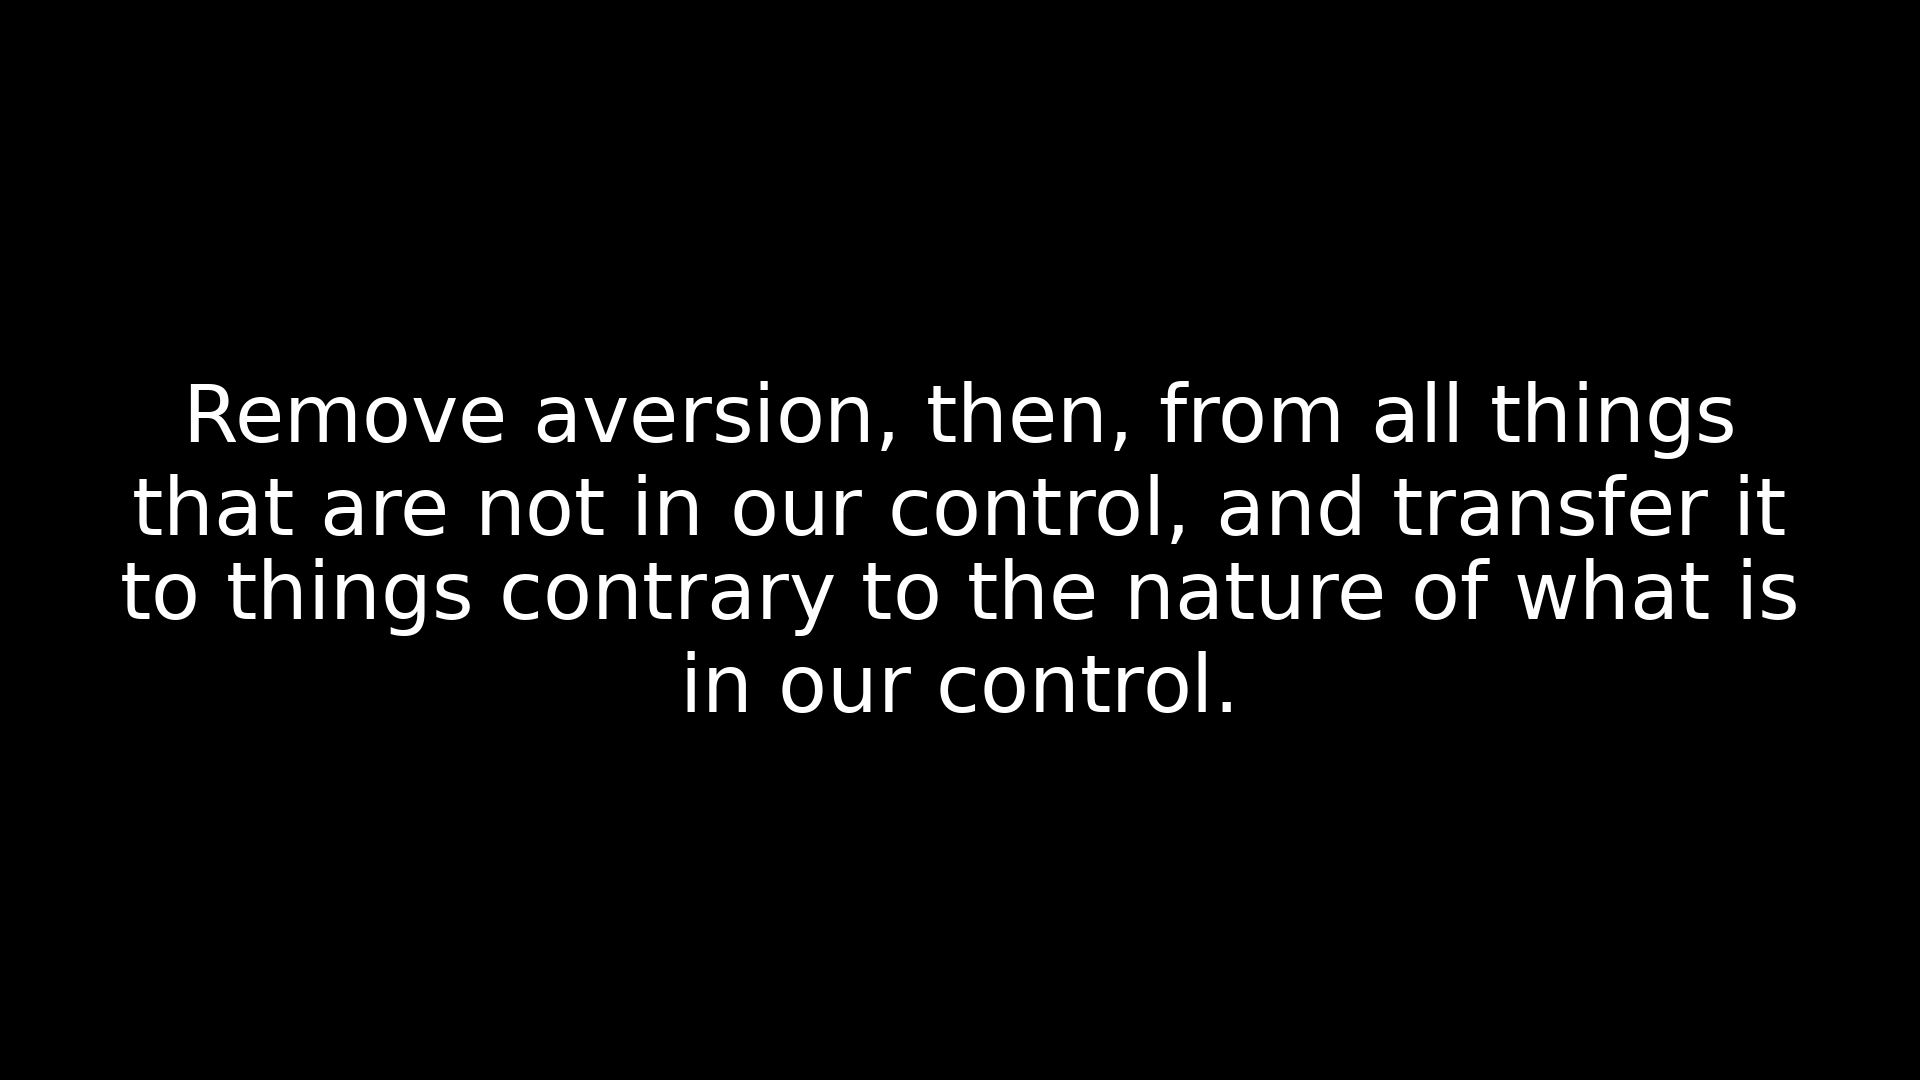 Remove aversion, then, from all things
that are not in our control, and transfer it
to things contrary to the nature of what is
in our control.